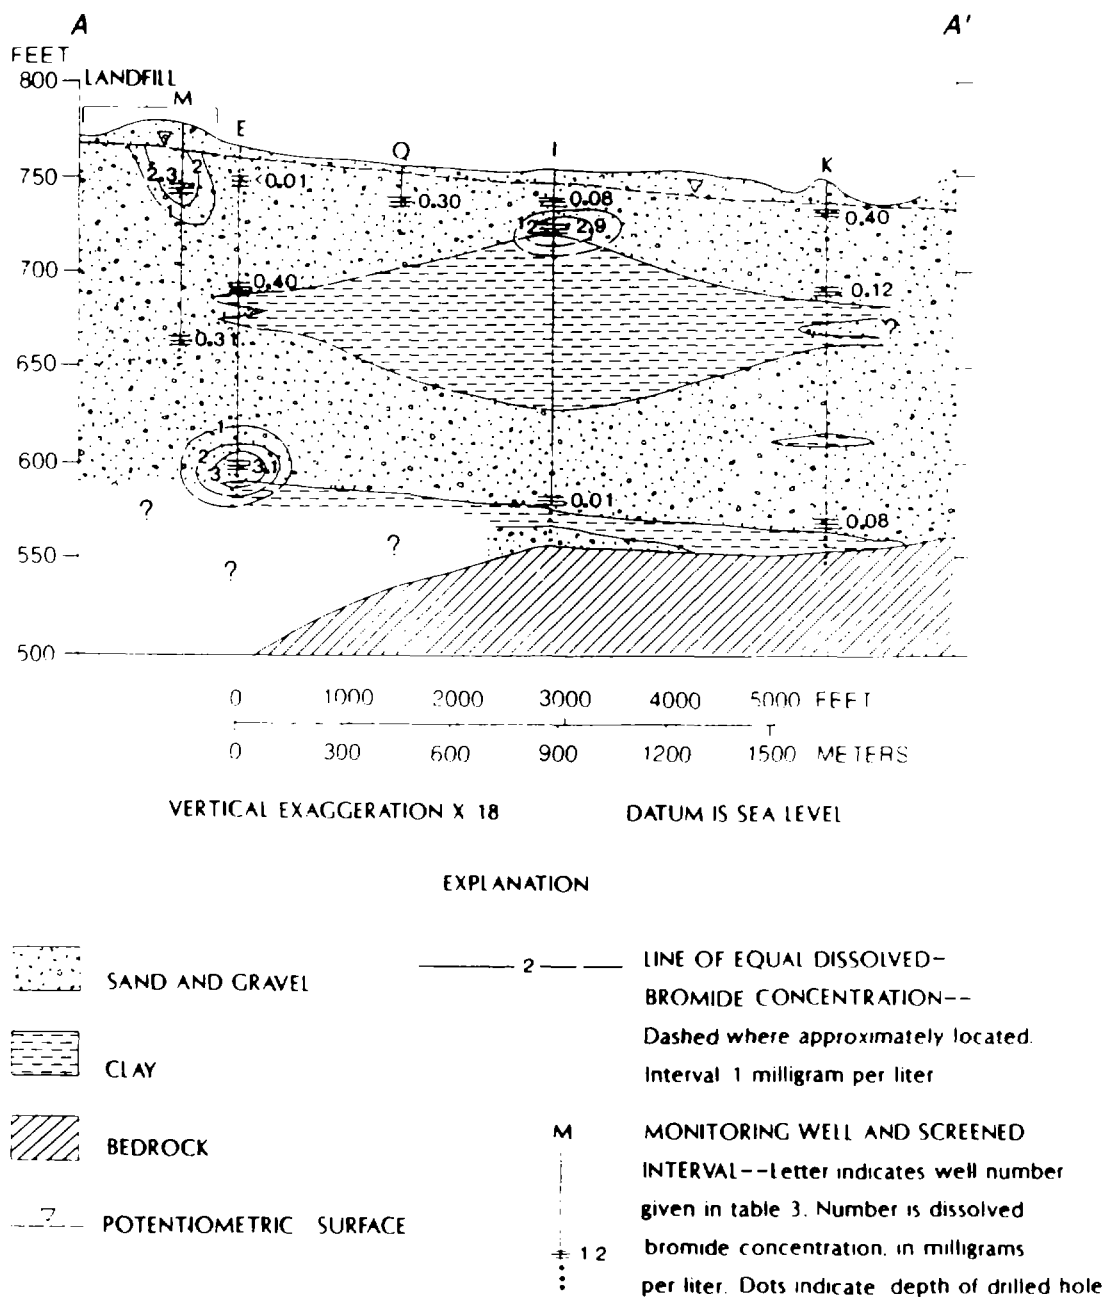 A A'
FEET
800 LANDFILL
M
E
Q I
K
750
2.3 2 <0.01
0.30 0.08
0.40
1
1 2 2.9
700
0.40 0.12
?
0.31
650
600
1
2 3.1
3
0.01
0.08
?
?
?
550
500
0 1000 2000 3000 4000 5000 FEET
0 300 600 900 1200 1500 METERS
VERTICAL EXAGGERATION X 18 DATUM IS SEA LEVEL
EXPLANATION
SAND AND GRAVEL
CLAY
BEDROCK
POTENTIOMETRIC SURFACE
2 LINE OF EQUAL DISSOLVED-
BROMIDE CONCENTRATION--
Dashed where approximately located.
Interval 1 milligram per liter
M MONITORING WELL AND SCREENED
INTERVAL--Letter indicates well number
given in table 3. Number is dissolved
1 2 bromide concentration, in milligrams
per liter. Dots indicate depth of drilled hole